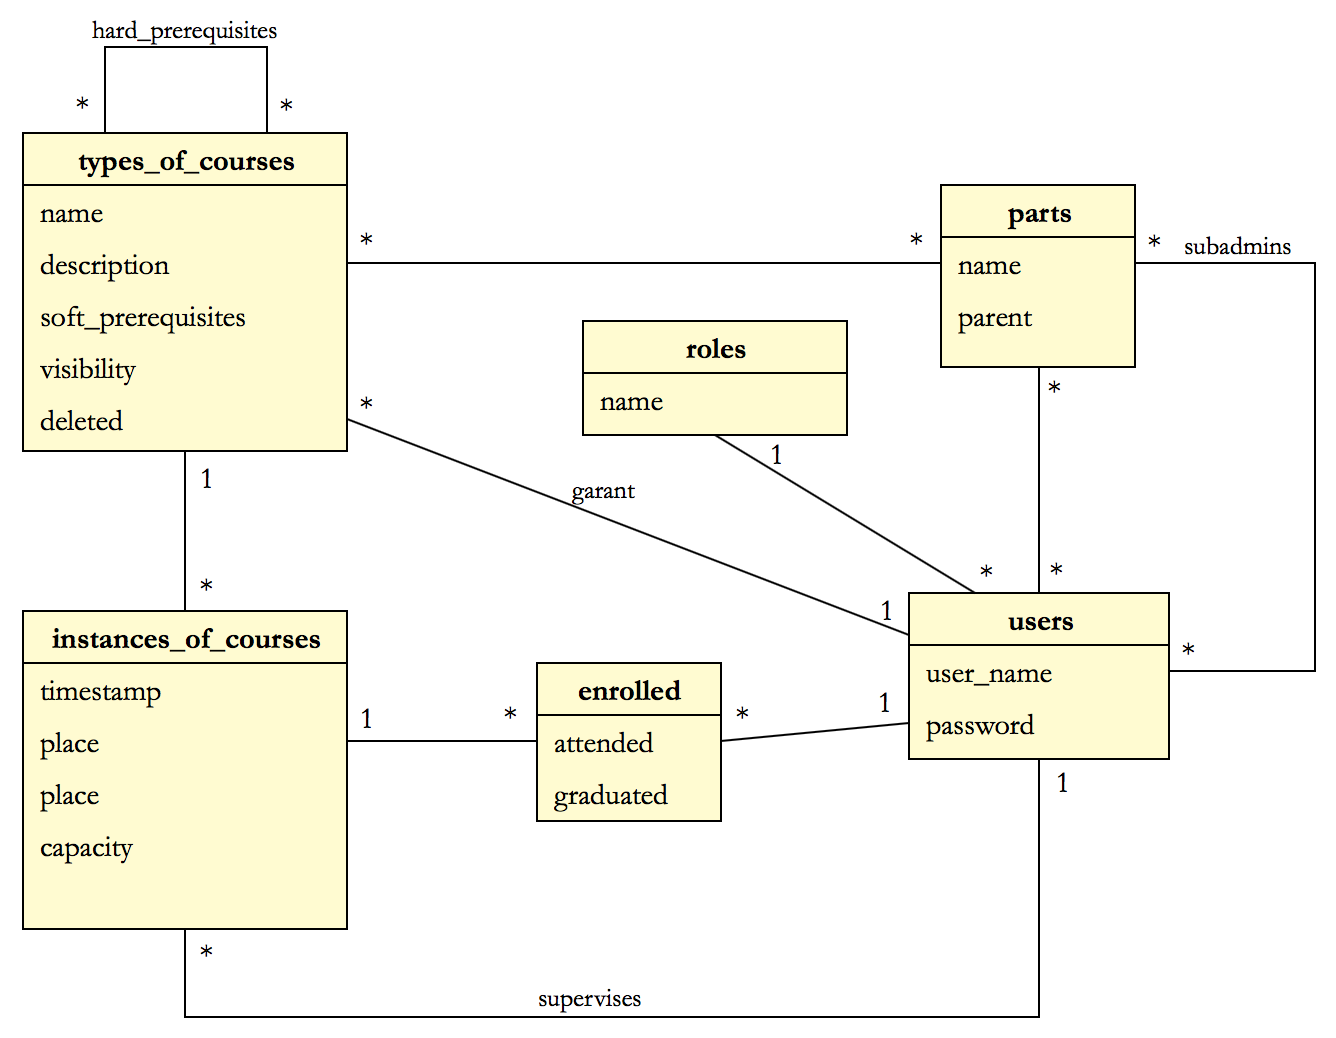 hard_prerequisites
* *
types_of_courses
name
description
soft_prerequisites
visibility
deleted
* *
parts
name
parent
* subadmins
roles
name
*
*
1
garant
1
1
* *
*
users
user_name
password
*
1
*
instances_of_courses
timestamp
place
place
capacity
1 *
enrolled
attended
graduated
* 1
1
*
supervises